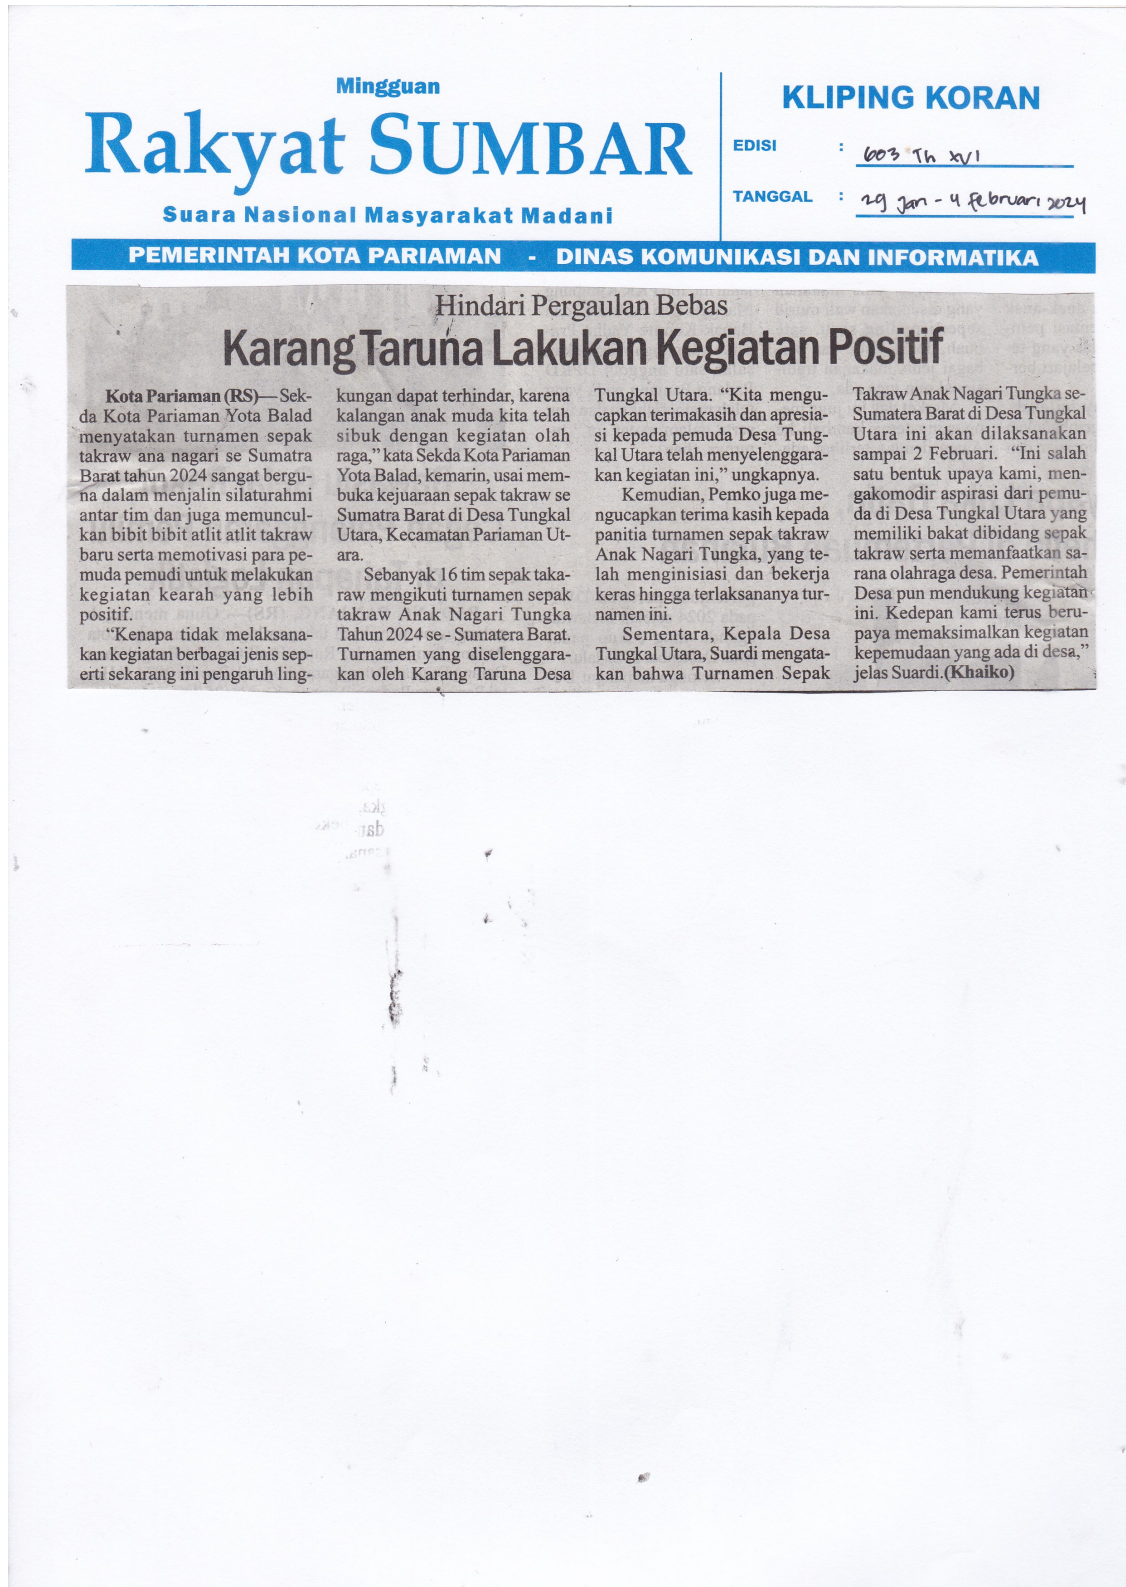 Mingguan
Rakyat SUMBAR
Suara Nasional Masyarakat Madani
KLIPING KORAN
EDISI : 603 Th XVI
TANGGAL : 29 Jan - 4 Februari 2024
PEMERINTAH KOTA PARIAMAN - DINAS KOMUNIKASI DAN INFORMATIKA
Hindari Pergaulan Bebas
Karang Taruna Lakukan Kegiatan Positif
Kota Pariaman (RS)— Sek-
da Kota Pariaman Yota Balad
menyatakan turnamen sepak
takraw ana nagari se Sumatra
Barat tahun 2024 sangat bergu-
na dalam menjalin silaturahmi
antar tim dan juga memuncul-
kan bibit bibit atlit atlit takraw
baru serta memotivasi para pe-
muda pemudi untuk melakukan
kegiatan kearah yang lebih
positif.
“Kenapa tidak melaksana-
kan kegiatan berbagai jenis sep-
erti sekarang ini pengaruh ling-
kungan dapat terhindar, karena
kalangan anak muda kita telah
sibuk dengan kegiatan olah
raga,” kata Sekda Kota Pariaman
Yota Balad, kemarin, usai mem-
buka kejuaraan sepak takraw se
Sumatra Barat di Desa Tungkal
Utara, Kecamatan Pariaman Ut-
ara.
Sebanyak 16 tim sepak taka-
raw mengikuti turnamen sepak
takraw Anak Nagari Tungka
Tahun 2024 se - Sumatera Barat.
Turnamen yang diselenggara-
kan oleh Karang Taruna Desa
Tungkal Utara. “Kita mengu-
capkan terimakasih dan apresia-
si kepada pemuda Desa Tung-
kal Utara telah menyelenggara-
kan kegiatan ini,” ungkapnya.
Kemudian, Pemko juga me-
ngucapkan terima kasih kepada
panitia turnamen sepak takraw
Anak Nagari Tungka, yang te-
lah menginisiasi dan bekerja
keras hingga terlaksananya tur-
namen ini.
Sementara, Kepala Desa
Tungkal Utara, Suardi mengata-
kan bahwa Turnamen Sepak
Takraw Anak Nagari Tungka se-
Sumatera Barat di Desa Tungkal
Utara ini akan dilaksanakan
sampai 2 Februari. “Ini salah
satu bentuk upaya kami, men-
gakomodir aspirasi dari pemu-
da di Desa Tungkal Utara yang
memiliki bakat dibidang sepak
takraw serta memanfaatkan sa-
rana olahraga desa. Pemerintah
Desa pun mendukung kegiatan
ini. Kedepan kami terus beru-
paya memaksimalkan kegiatan
kepemudaan yang ada di desa,”
jelas Suardi.(Khaiko)